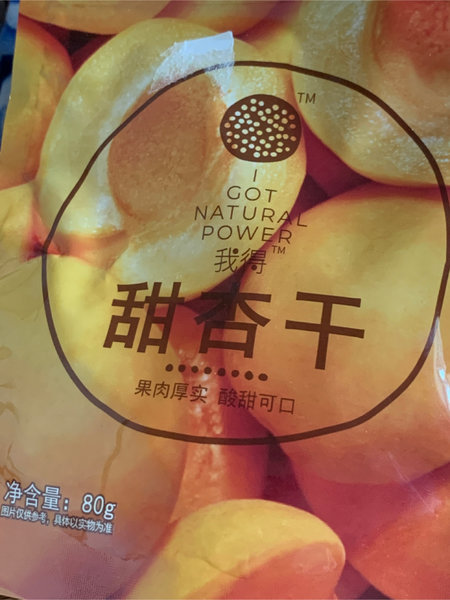 TM
I
GOT
NATURAL
POWER
我得TM
甜杏干
果肉厚实 酸甜可口
净含量：80g
图片仅供参考，具体以实物为准